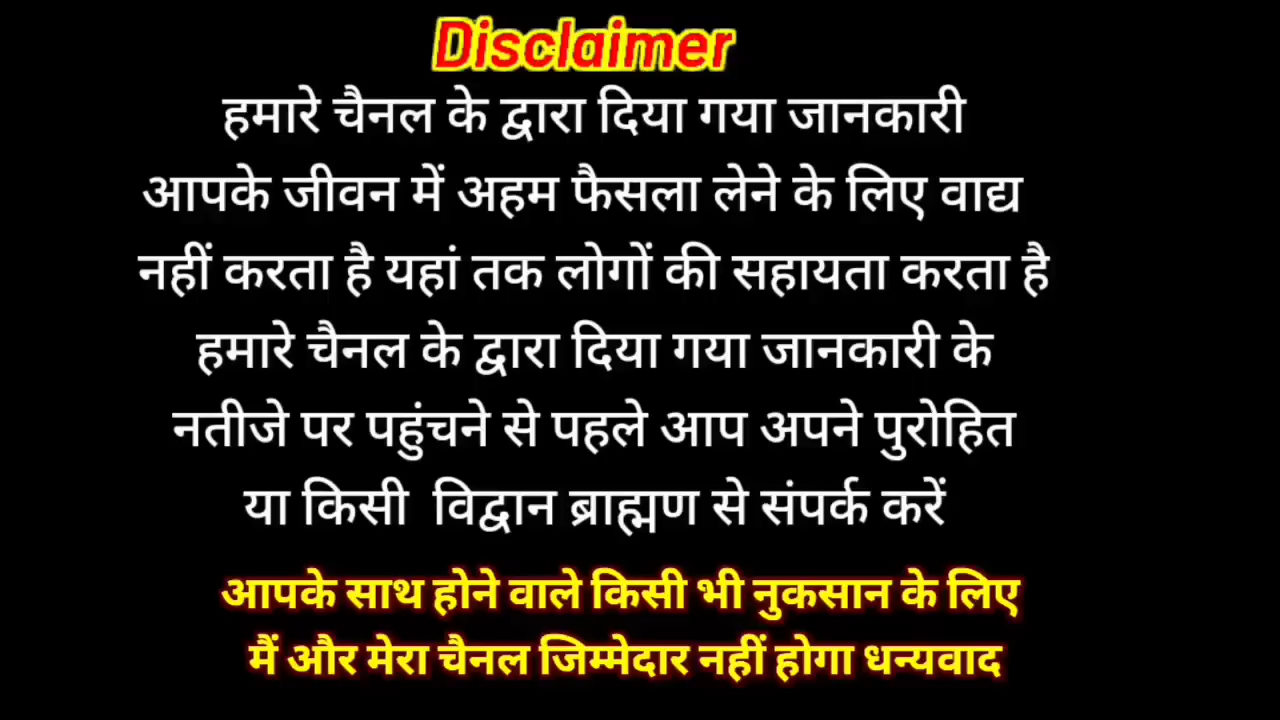 Disclaimer
हमारे चैनल के द्वारा दिया गया जानकारी
आपके जीवन में अहम फैसला लेने के लिए वाद्य
नहीं करता है यहां तक लोगों की सहायता करता है
हमारे चैनल के द्वारा दिया गया जानकारी के
नतीजे पर पहुंचने से पहले आप अपने पुरोहित
या किसी विद्वान ब्राह्मण से संपर्क करें
आपके साथ होने वाले किसी भी नुकसान के लिए
मैं और मेरा चैनल जिम्मेदार नहीं होगा धन्यवाद